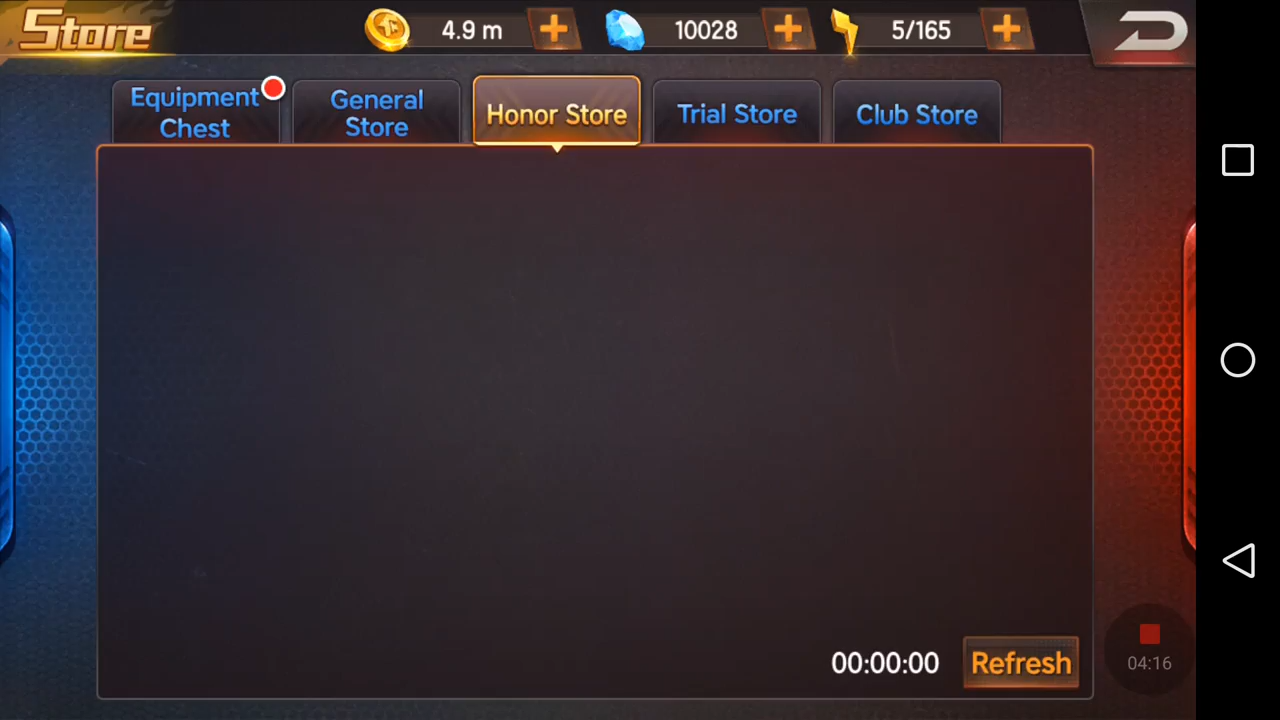 Store
4.9 m
10028
5/165
Equipment
Chest
General
Store
Honor Store
Trial Store
Club Store
00:00:00
Refresh
04:16